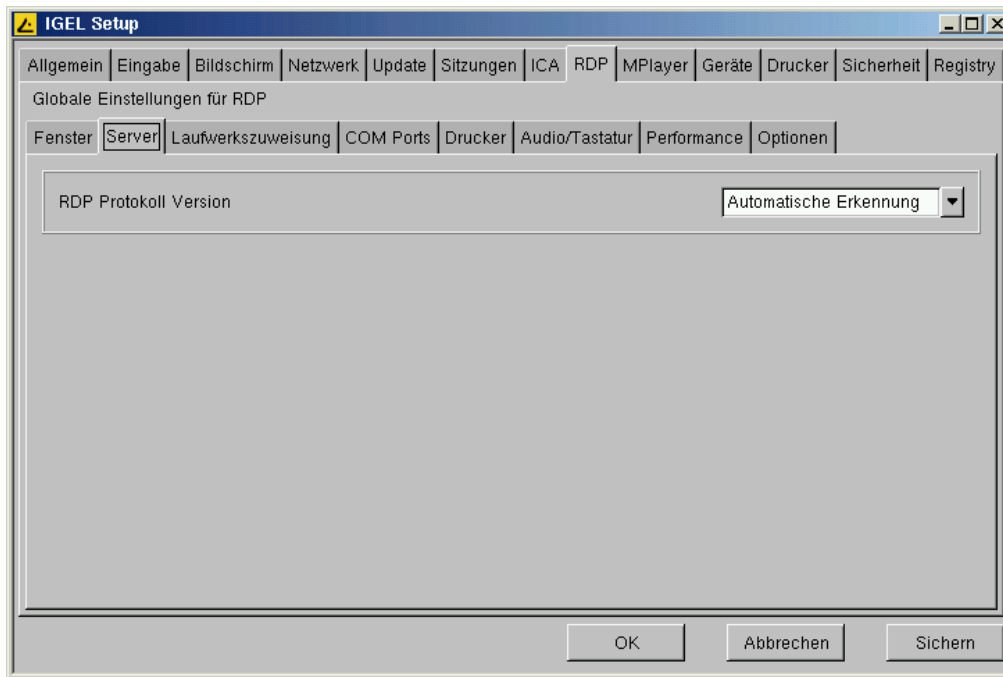 IGEL Setup
Allgemein Eingabe Bildschirm Netzwerk Update Sitzungen ICA RDP MPlayer Geräte Drucker Sicherheit Registry
Globale Einstellungen für RDP
Fenster Server Laufwerkszuweisung COM Ports Drucker Audio/Tastatur Performance Optionen
RDP Protokoll Version Automatische Erkennung
OK Abbrechen Sichern